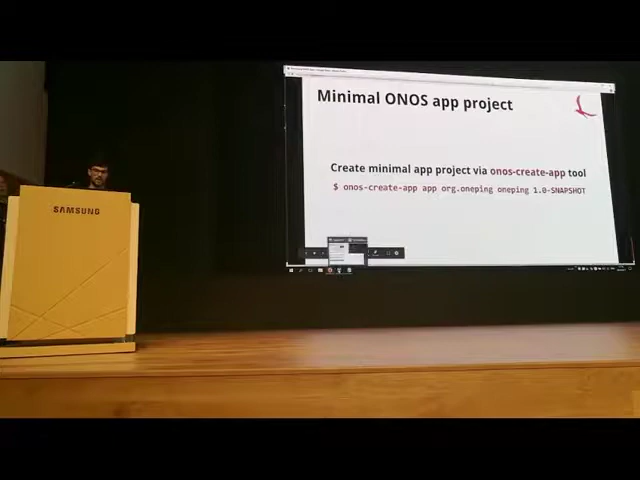 Minimal ONOS app project
Create minimal app project via onos-create-app tool
$ onos-create-app app org.oneping oneping 1.0-SNAPSHOT
SAMSUNG